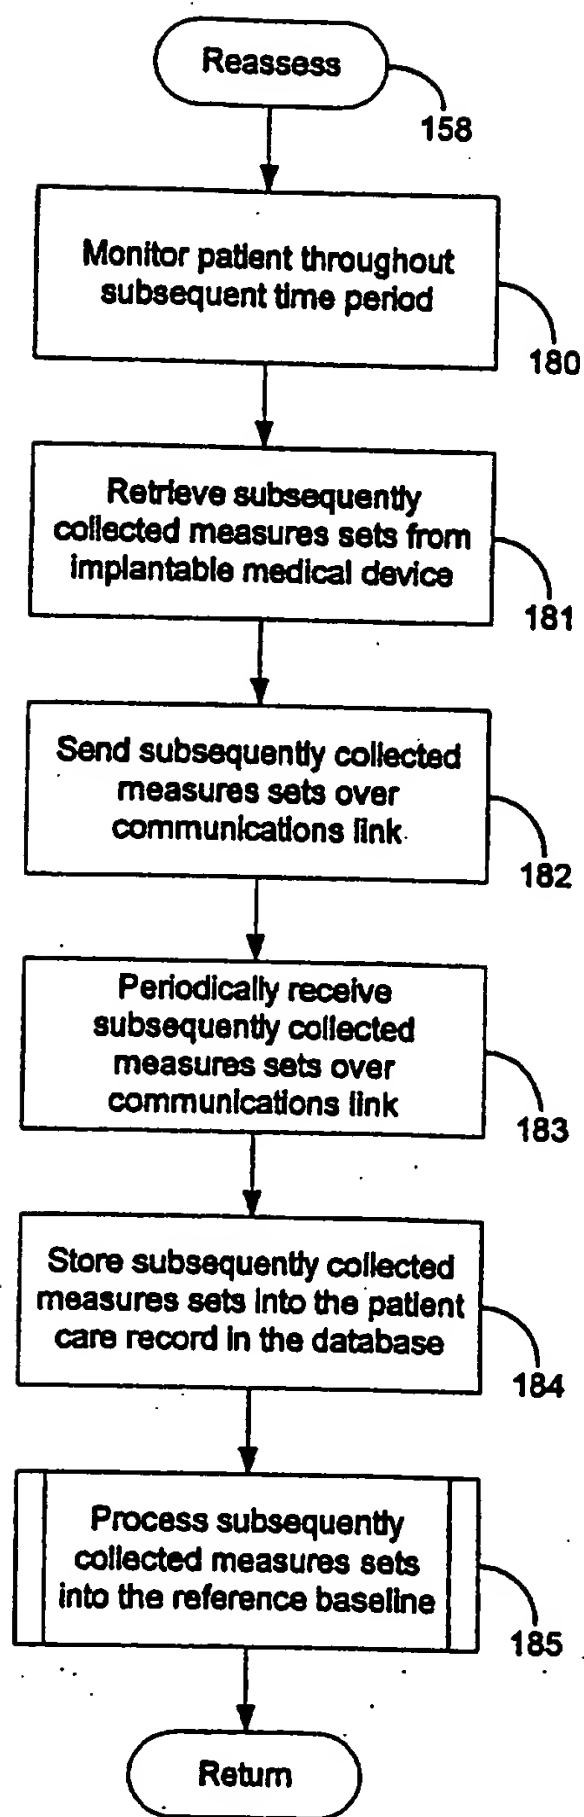 Reassess
158
Monitor patient throughout
subsequent time period
180
Retrieve subsequently
collected measures sets from
implantable medical device
181
Send subsequently collected
measures sets over
communications link
182
Periodically receive
subsequently collected
measures sets over
communications link
183
Store subsequently collected
measures sets into the patient
care record in the database
184
Process subsequently
collected measures sets
into the reference baseline
185
Return